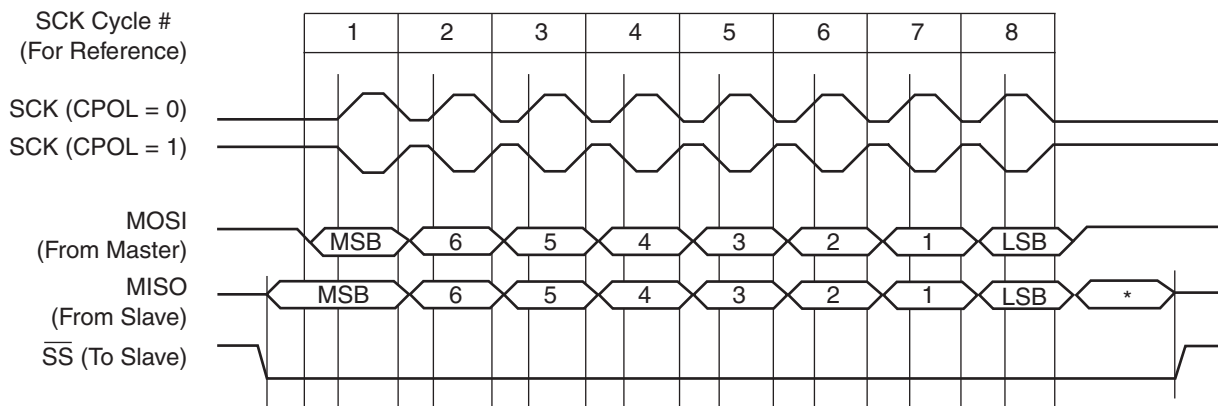 SCK Cycle #
(For Reference)
1 2 3 4 5 6 7 8
SCK (CPOL = 0)
SCK (CPOL = 1)
MOSI
(From Master)
MSB 6 5 4 3 2 1 LSB
MISO
(From Slave)
MSB 6 5 4 3 2 1 LSB *
SS (To Slave)